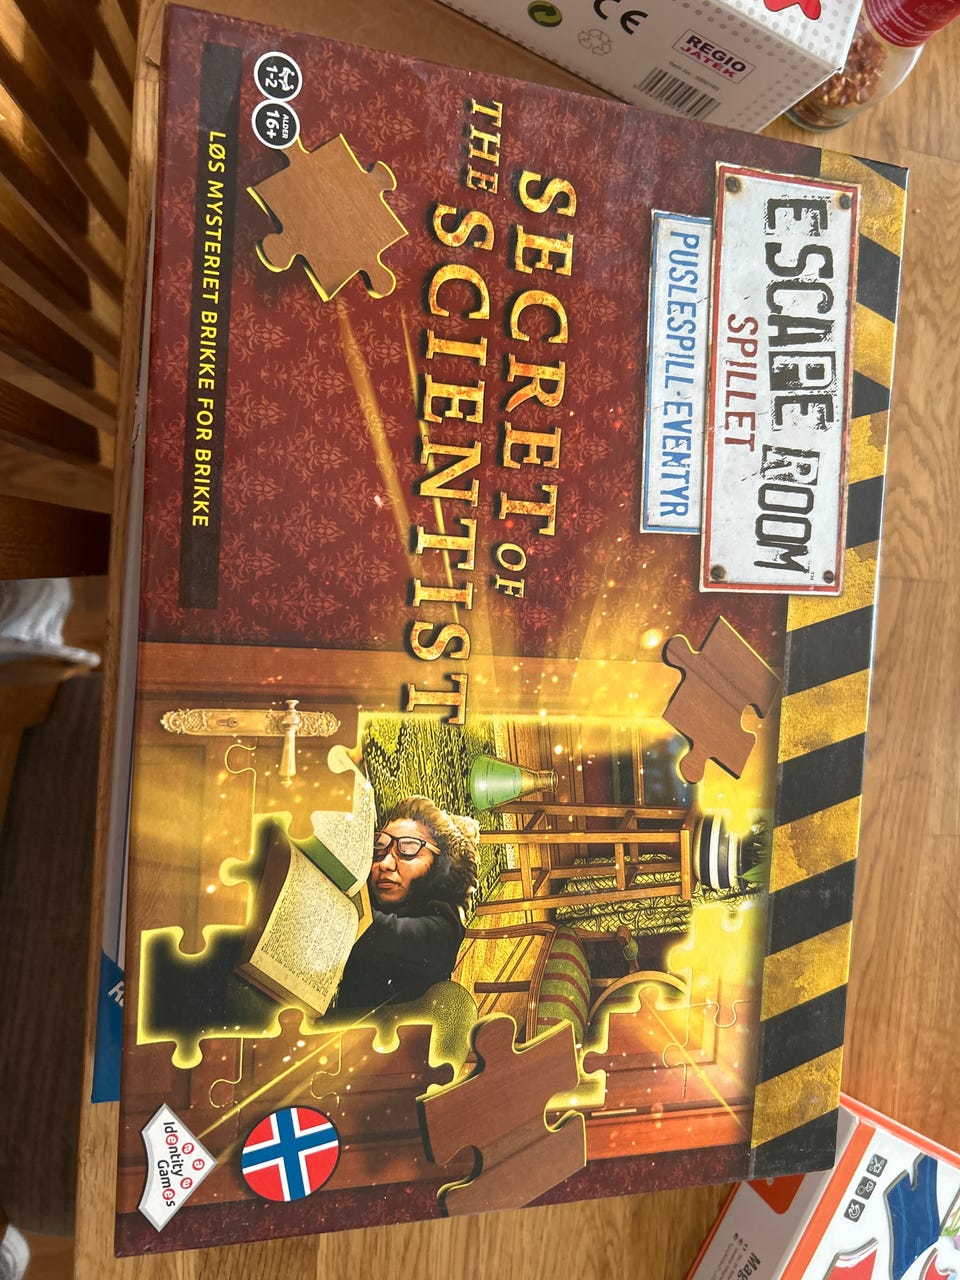 ESCAPE ROOM
SPILLET
PUSLESPILL-EVENTYR
SECRET OF
THE SCIENTIST
1-2
ALDER
16+
LØS MYSTERIET BRIKKE FOR BRIKKE
Identity
Games
CE
REGIO
JÁTÉK